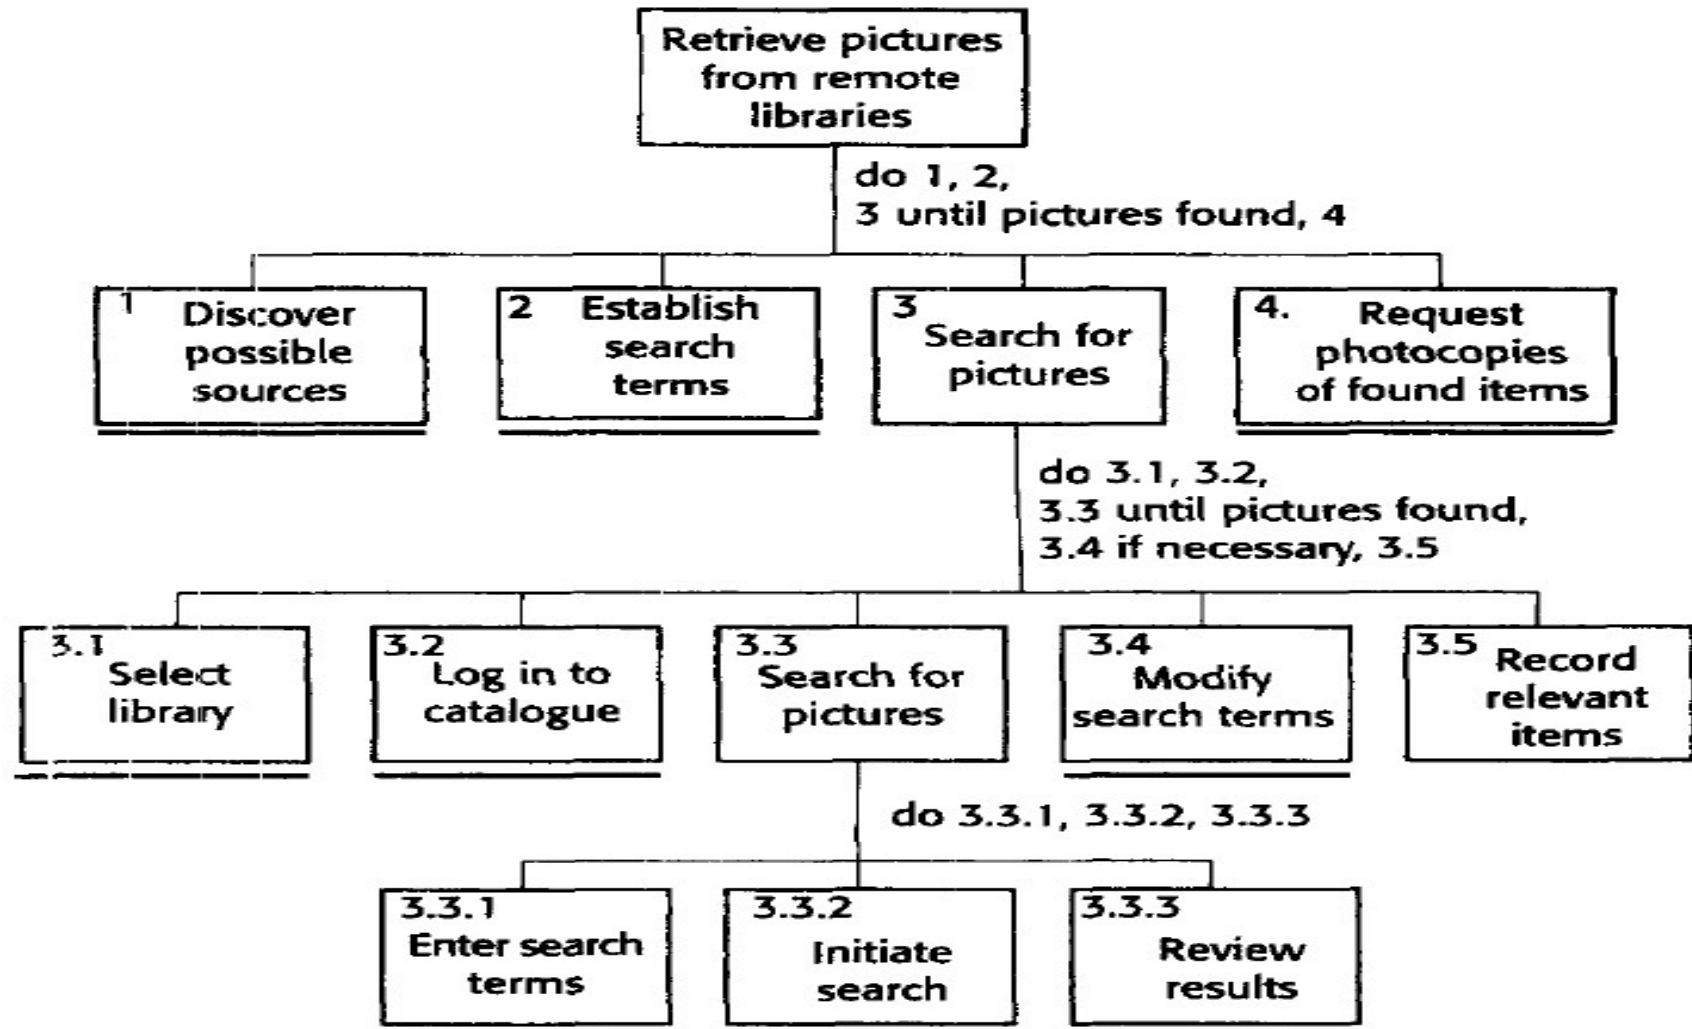 Retrieve pictures
from remote
libraries
do 1, 2,
3 until pictures found, 4
1 Discover
possible
sources
2 Establish
search
terms
3
Search for
pictures
4. Request
photocopies
of found items
do 3.1, 3.2,
3.3 until pictures found,
3.4 if necessary, 3.5
3.1
Select
library
3.2
Log in to
catalogue
3.3
Search for
pictures
3.4
Modify
search terms
3.5 Record
relevant
items
do 3.3.1, 3.3.2, 3.3.3
3.3.1
Enter search
terms
3.3.2
Initiate
search
3.3.3
Review
results